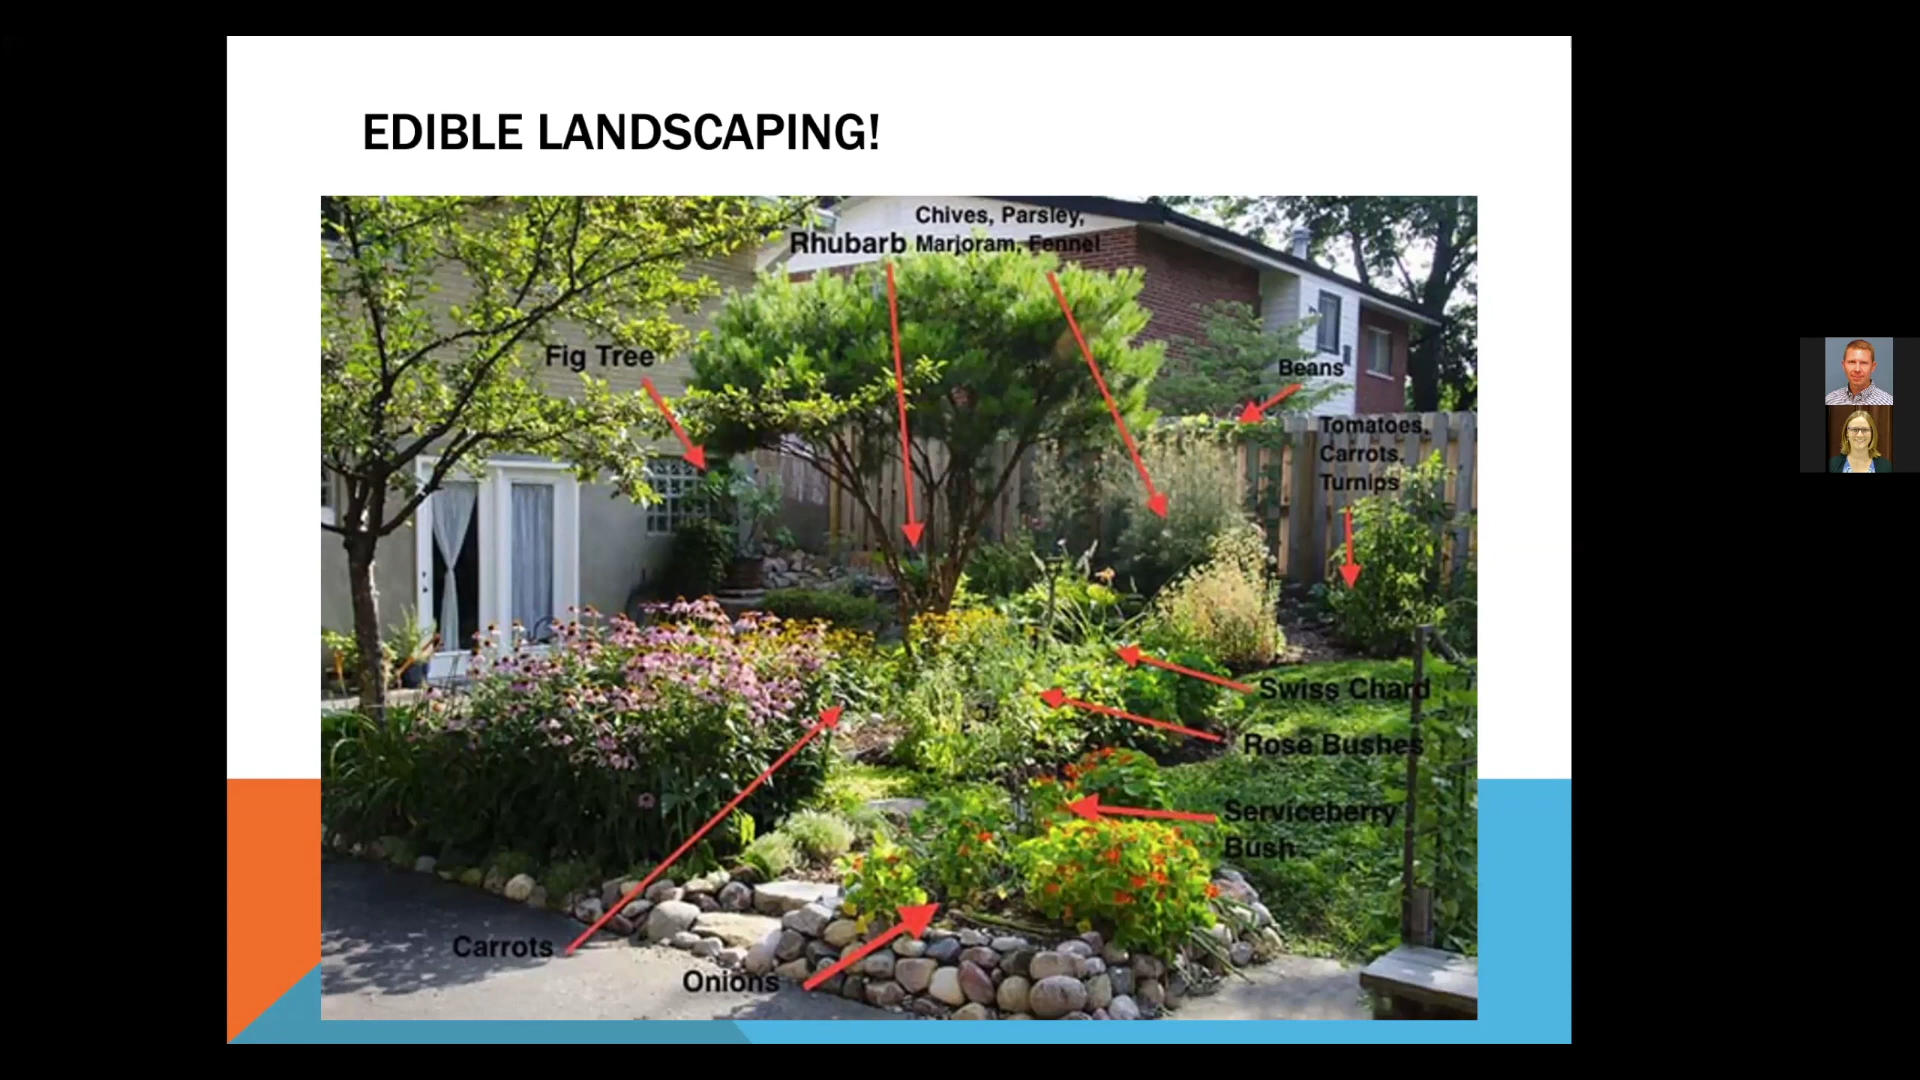 EDIBLE LANDSCAPING!
Chives, Parsley,
Rhubarb Marjoram, Fennel
Fig Tree
Beans
Tomatoes,
Carrots,
Turnips
Swiss Chard
Rose Bushes
Serviceberry
Bush
Carrots
Onions